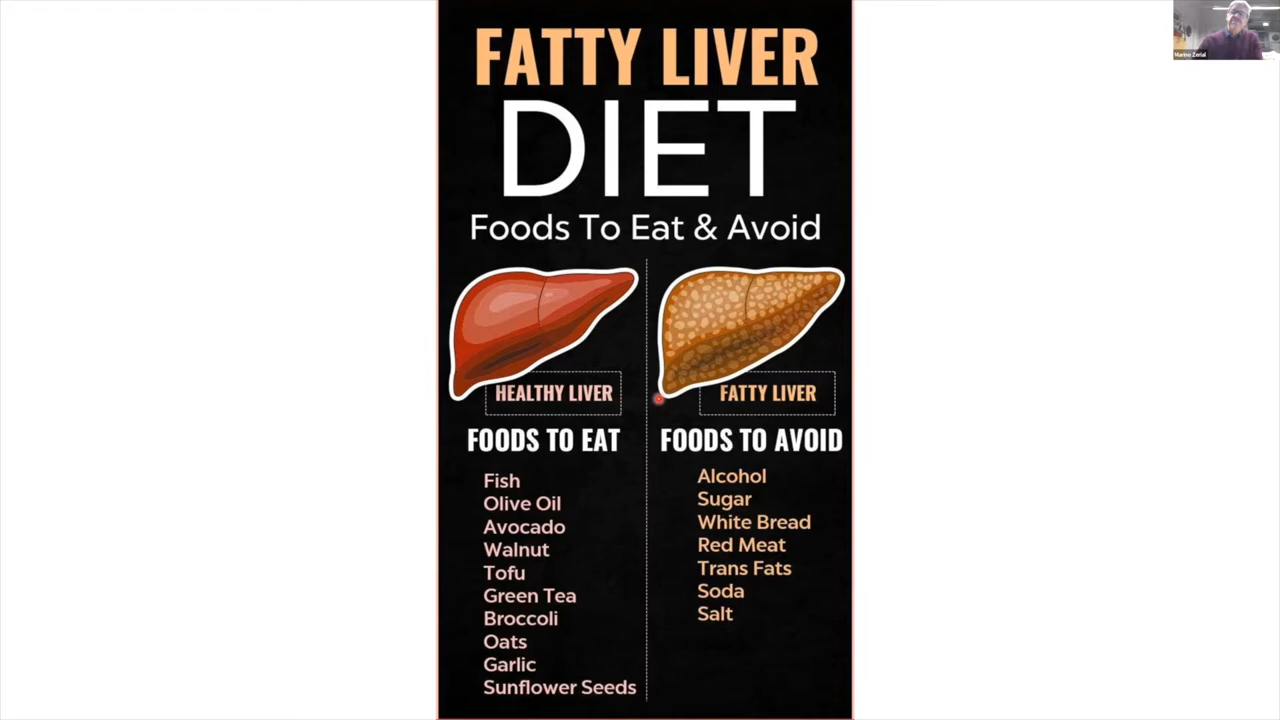 FATTY LIVER
DIET
Foods To Eat & Avoid
HEALTHY LIVER
FOODS TO EAT
Fish
Olive Oil
Avocado
Walnut
Tofu
Green Tea
Broccoli
Oats
Garlic
Sunflower Seeds
FATTY LIVER
FOODS TO AVOID
Alcohol
Sugar
White Bread
Red Meat
Trans Fats
Soda
Salt
Marino Zerial